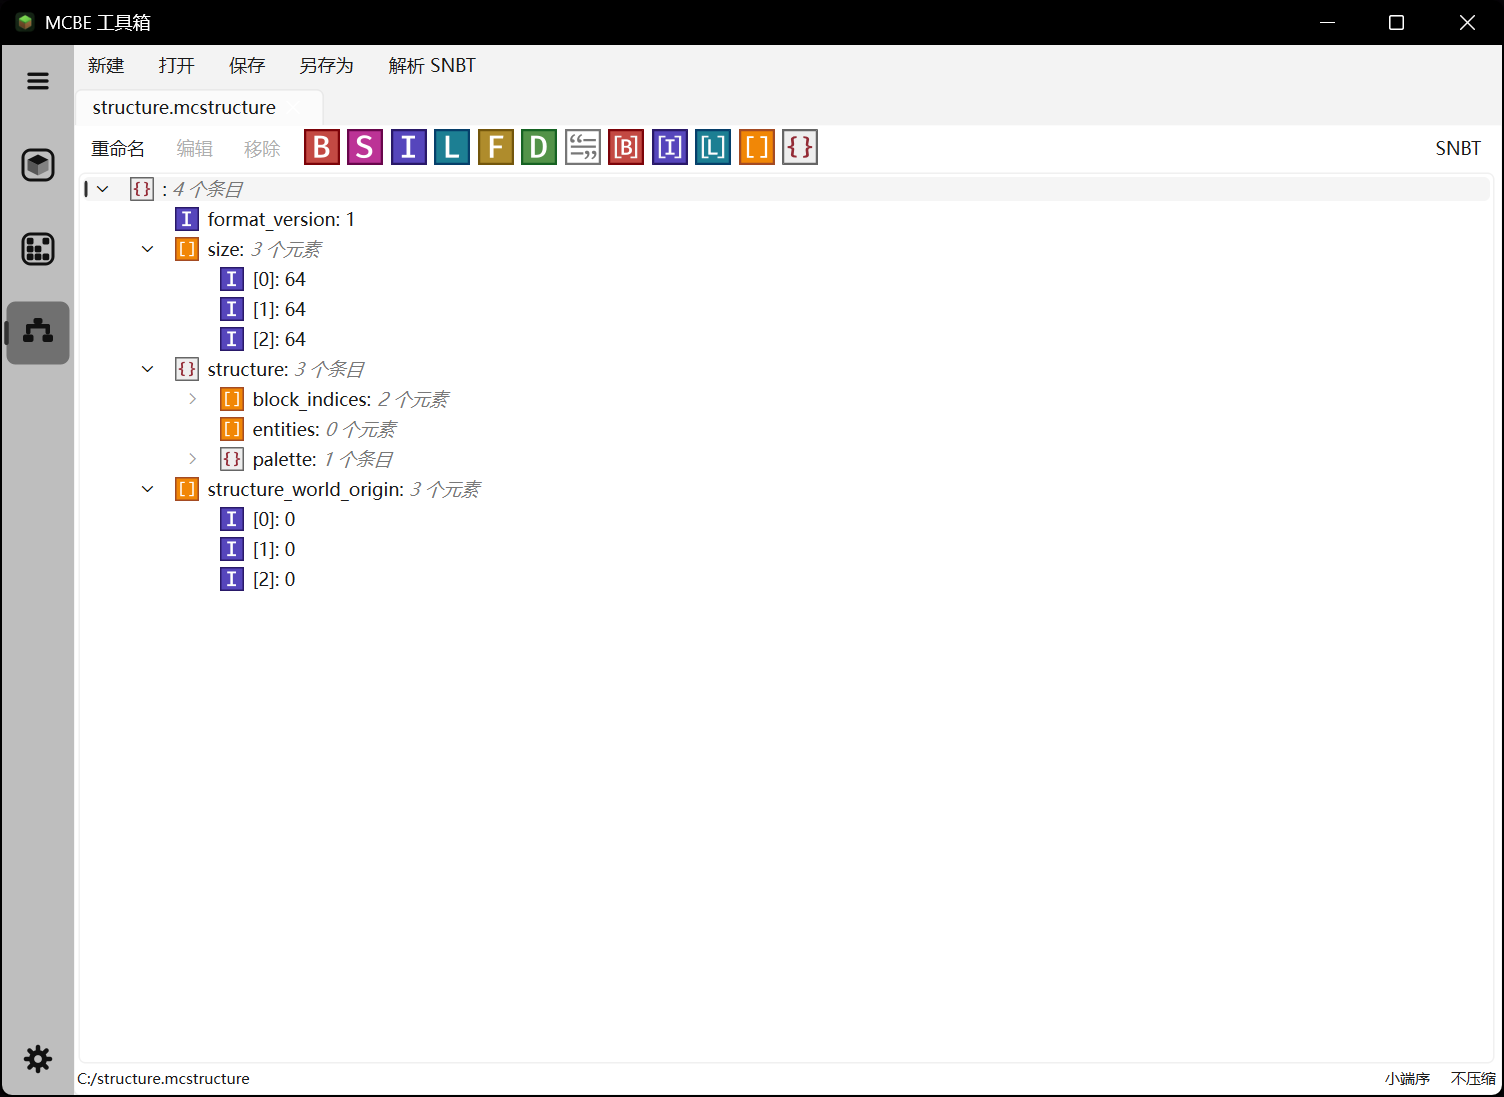 MCBE 工具箱
新建 打开 保存 另存为 解析 SNBT
structure.mcstructure
重命名 编辑 移除 B S I L F D “≡„ [B] [I] [L] [] {} SNBT
{} : 4 个条目
I format_version: 1
[] size: 3 个元素
I [0]: 64
I [1]: 64
I [2]: 64
{} structure: 3 个条目
[] block_indices: 2 个元素
[] entities: 0 个元素
{} palette: 1 个条目
[] structure_world_origin: 3 个元素
I [0]: 0
I [1]: 0
I [2]: 0
C:/structure.mcstructure 小端序 不压缩